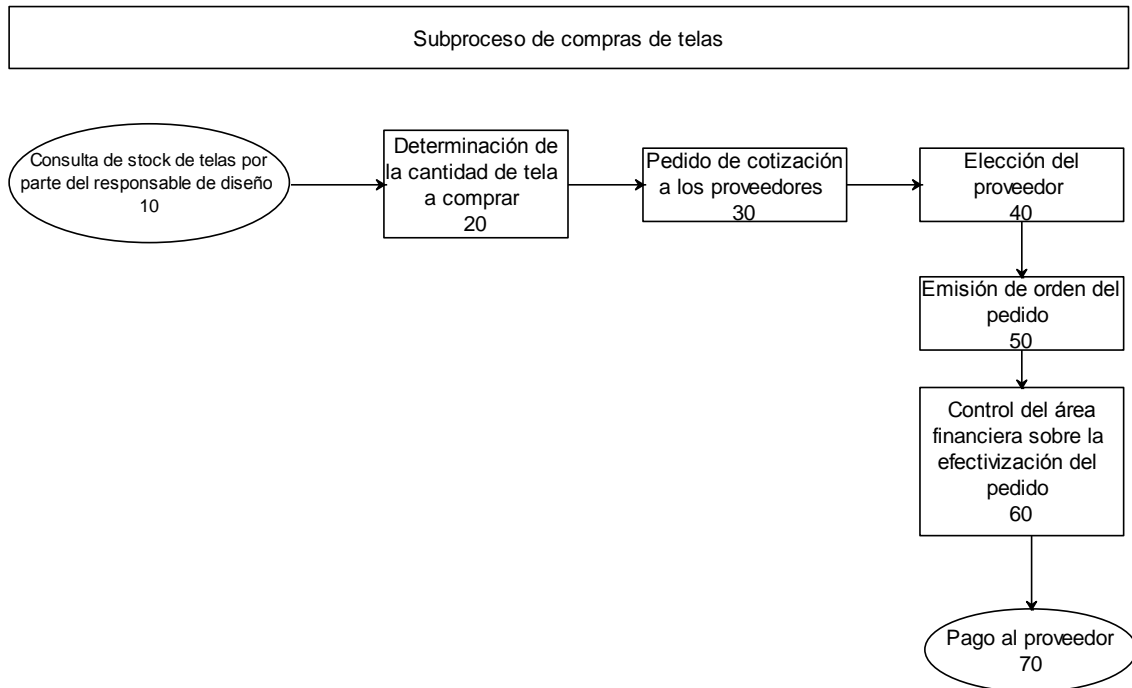 Subproceso de compras de telas
Consulta de stock de telas por
parte del responsable de diseño
10
Determinación de
la cantidad de tela
a comprar
20
Pedido de cotización
a los proveedores
30
Elección del
proveedor
40
Emisión de orden del
pedido
50
Control del área
financiera sobre la
efectivización del
pedido
60
Pago al proveedor
70